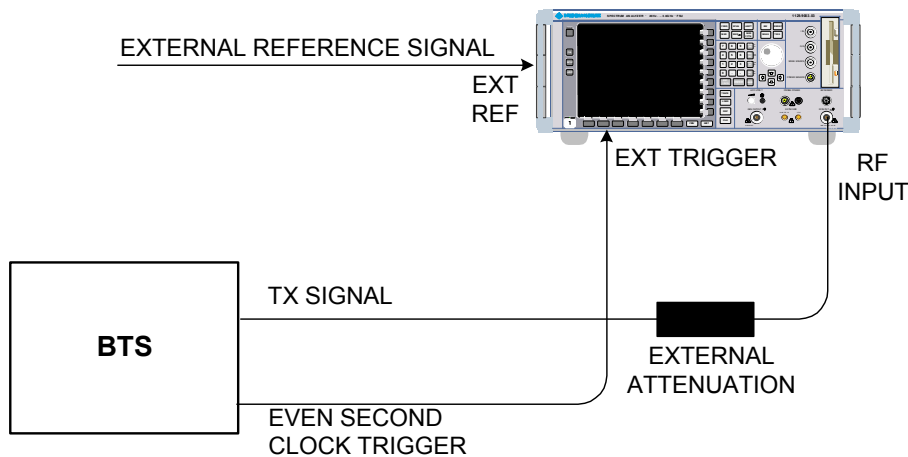 EXTERNAL REFERENCE SIGNAL
EXT
REF
EXT TRIGGER
RF
INPUT
TX SIGNAL
BTS
EXTERNAL
ATTENUATION
EVEN SECOND
CLOCK TRIGGER